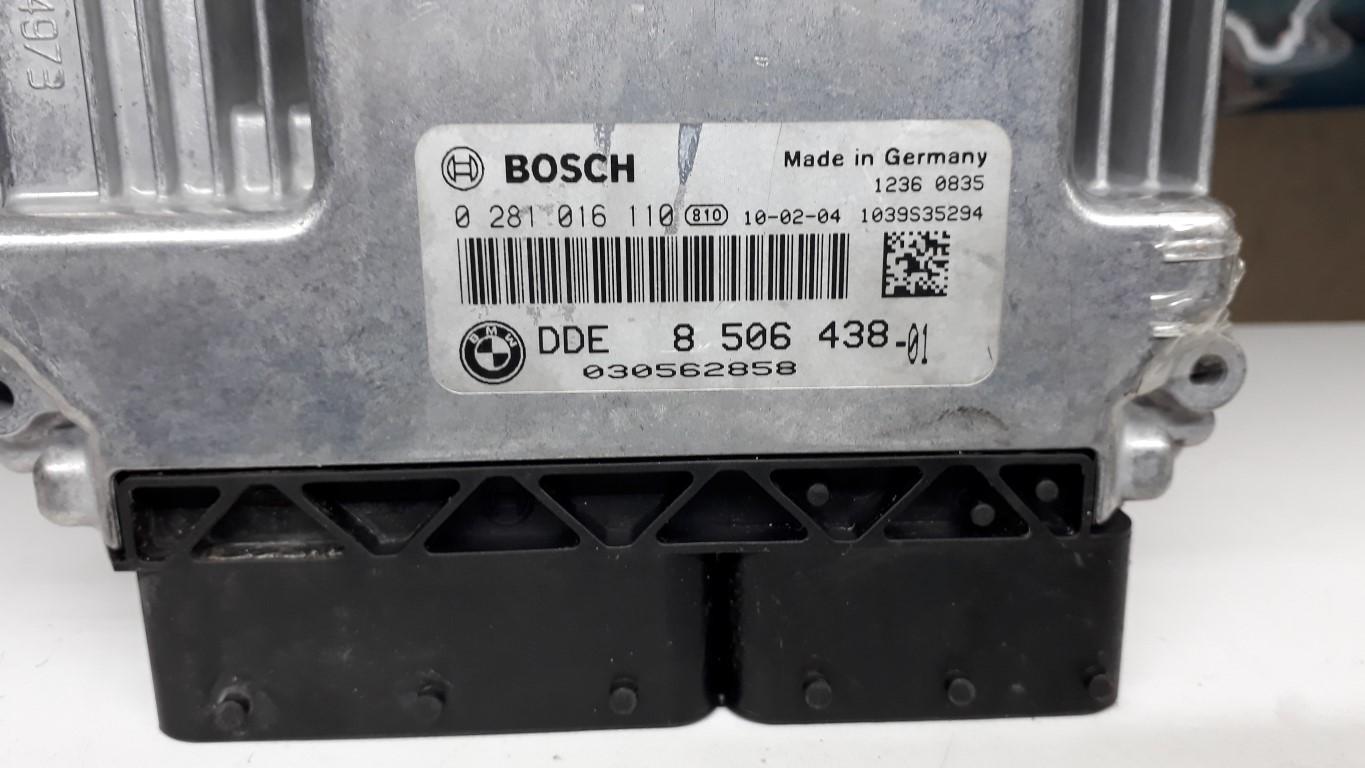 4973
BOSCH
Made in Germany
1236 0835
0 281 016 110 810 10-02-04 1039S35294
BMW DDE 8 506 438-01
030562858